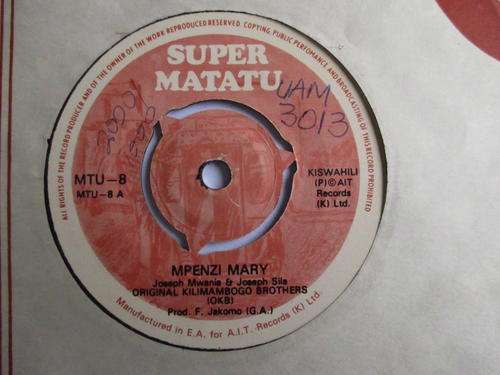 ALL RIGHTS OF THE RECORD PRODUCER AND OF THE OWNER OF THE WORK REPRODUCED RESERVED. COPYING, PUBLIC PERFOMANCE AND BROADCASTING OF THIS RECORD PROHIBITED
SUPER
MATATU
UAM
3013
2000
MTU-8
MTU-8 A
KISWAHILI
(P)©AIT
Records
(K) Ltd.
MPENZI MARY
Joseph Mwania & Joseph Sila
ORIGINAL KILIMAMBOGO BROTHERS
(OKB)
Prod. F. Jakomo (G.A.)
Manufactured in E.A. for A.I.T. Records (K) Ltd.